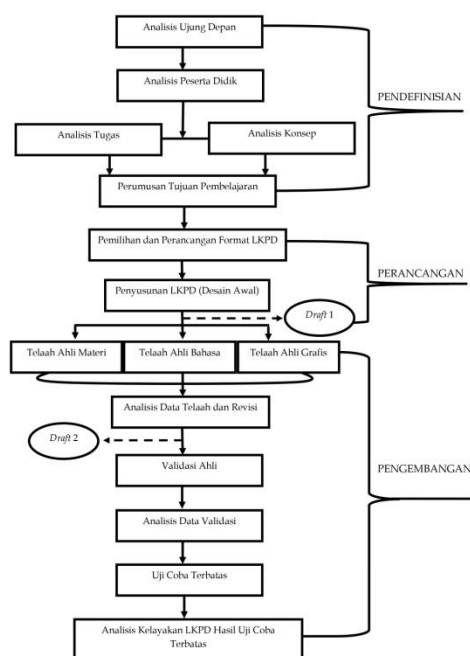 Analisis Ujung Depan
Analisis Peserta Didik
PENDEFINISIAN
Analisis Tugas
Analisis Konsep
Perumusan Tujuan Pembelajaran
Pemilihan dan Perancangan Format LKPD
PERANCANGAN
Penyusunan LKPD (Desain Awal)
Draft 1
Telaah Ahli Materi
Telaah Ahli Bahasa
Telaah Ahli Grafis
Analisis Data Telaah dan Revisi
Draft 2
Validasi Ahli
PENGEMBANGAN
Analisis Data Validasi
Uji Coba Terbatas
Analisis Kelayakan LKPD Hasil Uji Coba
Terbatas